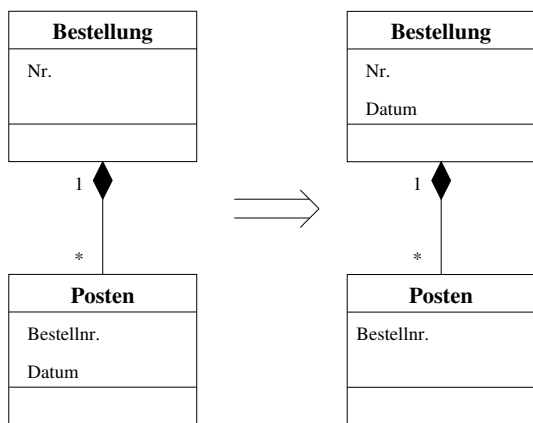 Bestellung
Nr.
1
*
Posten
Bestellnr.
Datum
Bestellung
Nr.
Datum
1
*
Posten
Bestellnr.